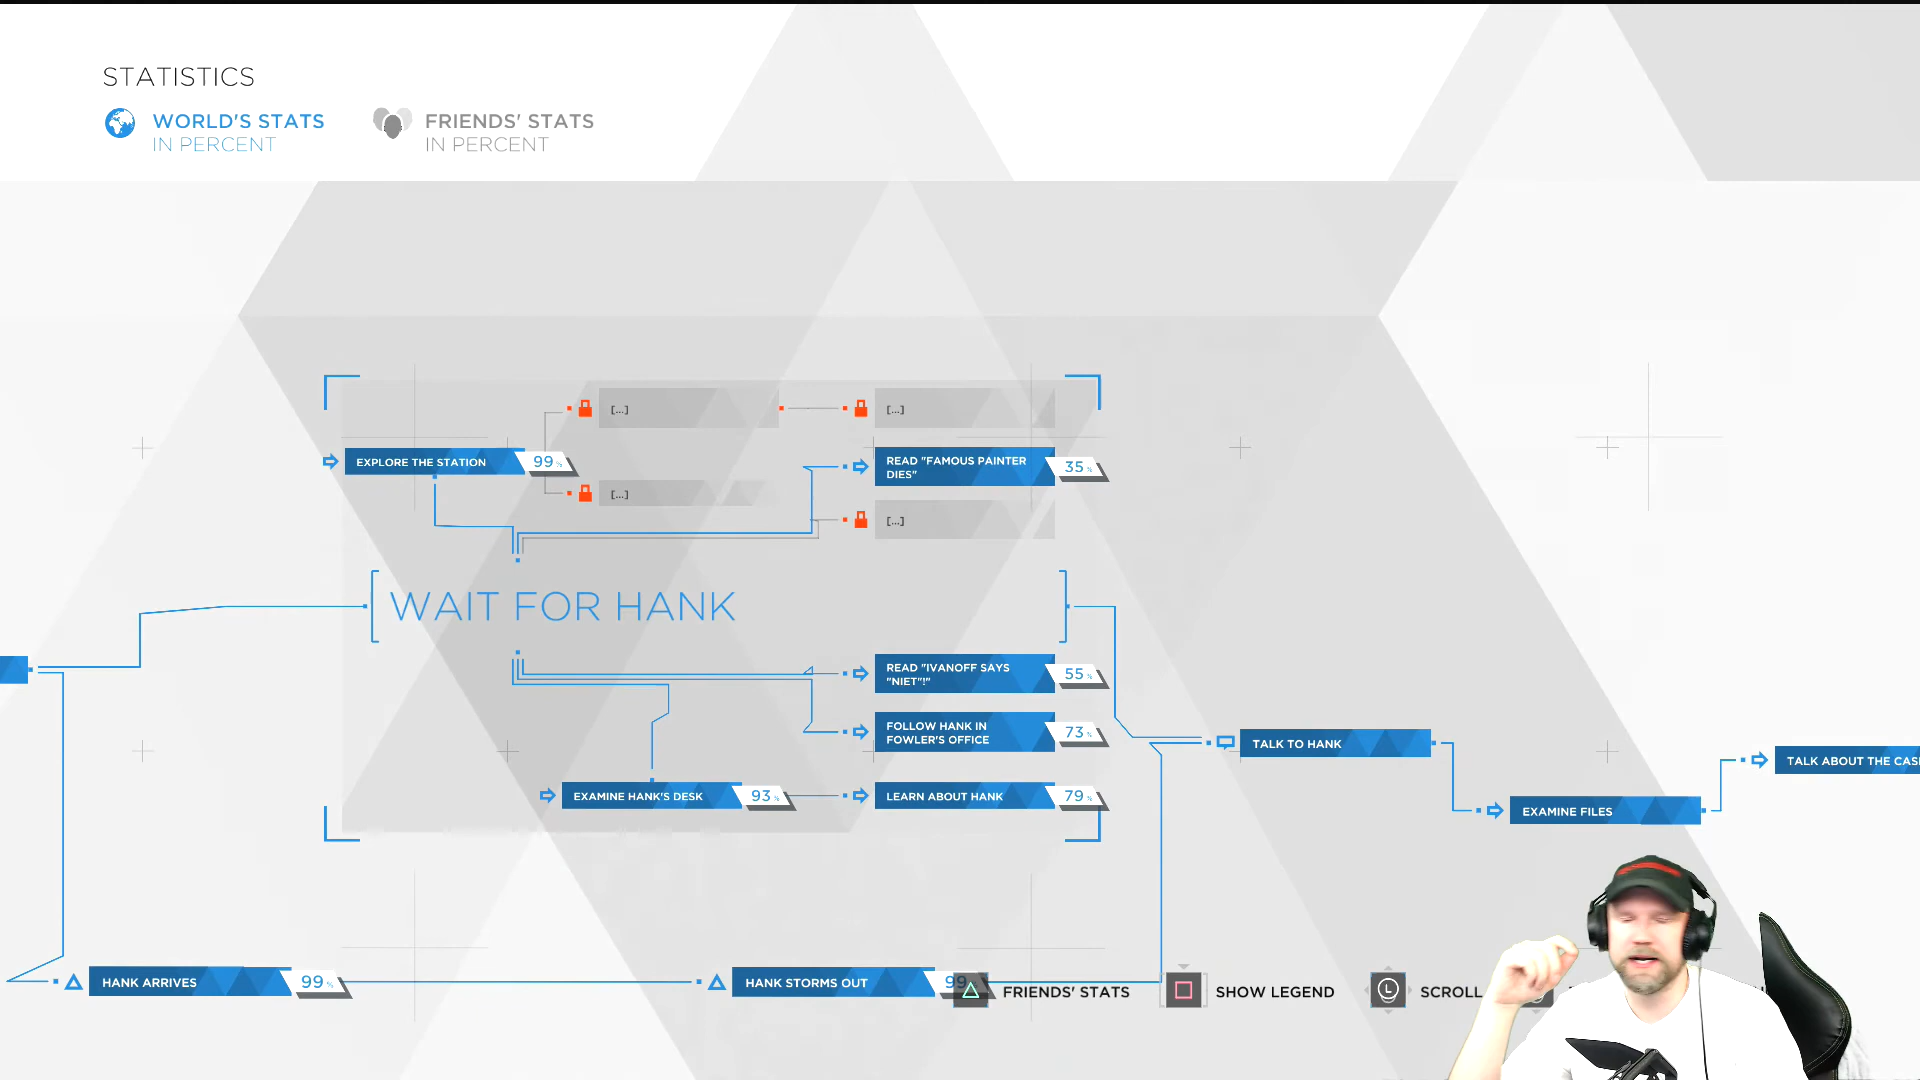 STATISTICS
WORLD'S STATS
IN PERCENT
FRIENDS' STATS
IN PERCENT
[...]
[...]
EXPLORE THE STATION
99%
READ "FAMOUS PAINTER
DIES"
35%
[...]
[...]
WAIT FOR HANK
READ "IVANOFF SAYS
"NIET"!"
55%
FOLLOW HANK IN
FOWLER'S OFFICE
73%
TALK TO HANK
TALK ABOUT THE CAS
EXAMINE HANK'S DESK
93%
LEARN ABOUT HANK
79%
EXAMINE FILES
HANK ARRIVES
99%
HANK STORMS OUT
99
FRIENDS' STATS
SHOW LEGEND
L
SCROLL